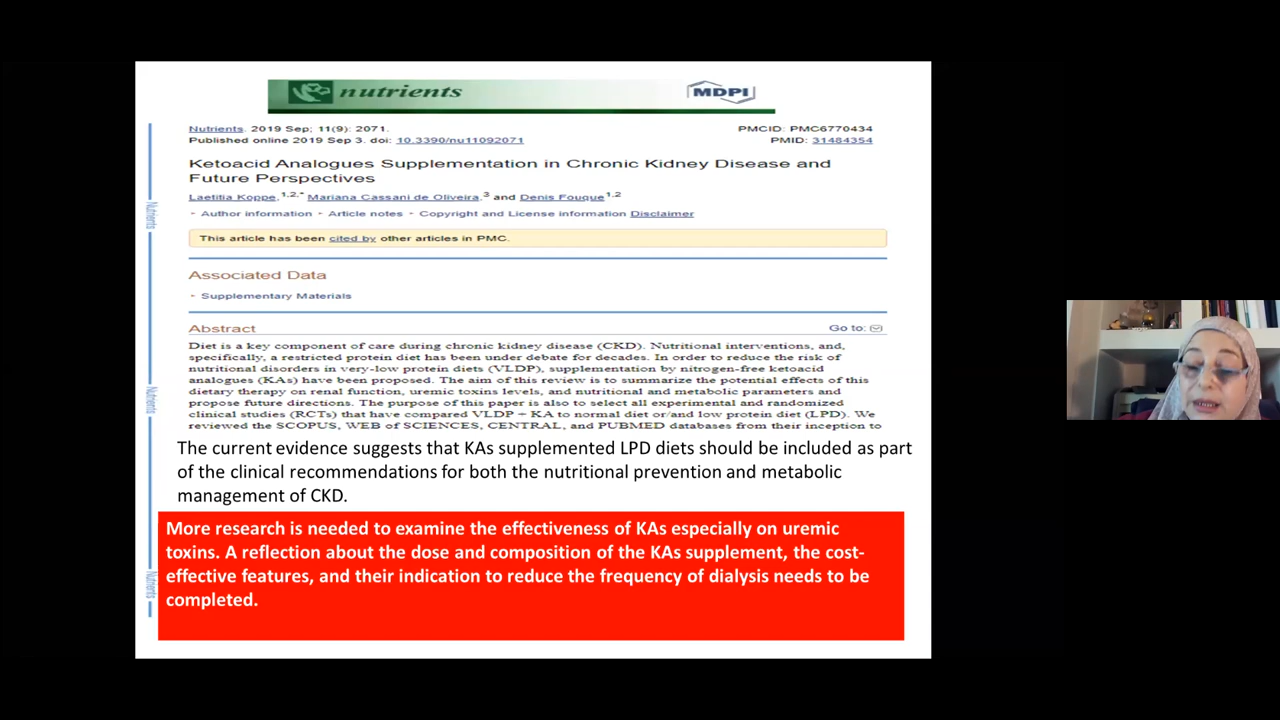 nutrients
MDPI
Nutrients. 2019 Sep; 11(9): 2071.
PMCID: PMC6770434
Published online 2019 Sep 3. doi: 10.3390/nu11092071
PMID: 31484354
Ketoacid Analogues Supplementation in Chronic Kidney Disease and
Future Perspectives
Laetitia Koppe,1,2,* Mariana Cassani de Oliveira,3 and Denis Fouque1,2
Author information Article notes Copyright and License information Disclaimer
This article has been cited by other articles in PMC.
Associated Data
Supplementary Materials
Abstract
Go to:
Diet is a key component of care during chronic kidney disease (CKD). Nutritional interventions, and,
specifically, a restricted protein diet has been under debate for decades. In order to reduce the risk of
nutritional disorders in very-low protein diets (VLDP), supplementation by nitrogen-free ketoacid
analogues (KAs) have been proposed. The aim of this review is to summarize the potential effects of this
dietary therapy on renal function, uremic toxins levels, and nutritional and metabolic parameters and
propose future directions. The purpose of this paper is also to select all experimental and randomized
clinical studies (RCTs) that have compared VLDP + KA to normal diet or/and low protein diet (LPD). We
reviewed the SCOPUS, WEB of SCIENCES, CENTRAL, and PUBMED databases from their inception to
The current evidence suggests that KAs supplemented LPD diets should be included as part
of the clinical recommendations for both the nutritional prevention and metabolic
management of CKD.
More research is needed to examine the effectiveness of KAs especially on uremic
toxins. A reflection about the dose and composition of the KAs supplement, the cost-
effective features, and their indication to reduce the frequency of dialysis needs to be
completed.
Nutrients
Nutrients
Nutrients